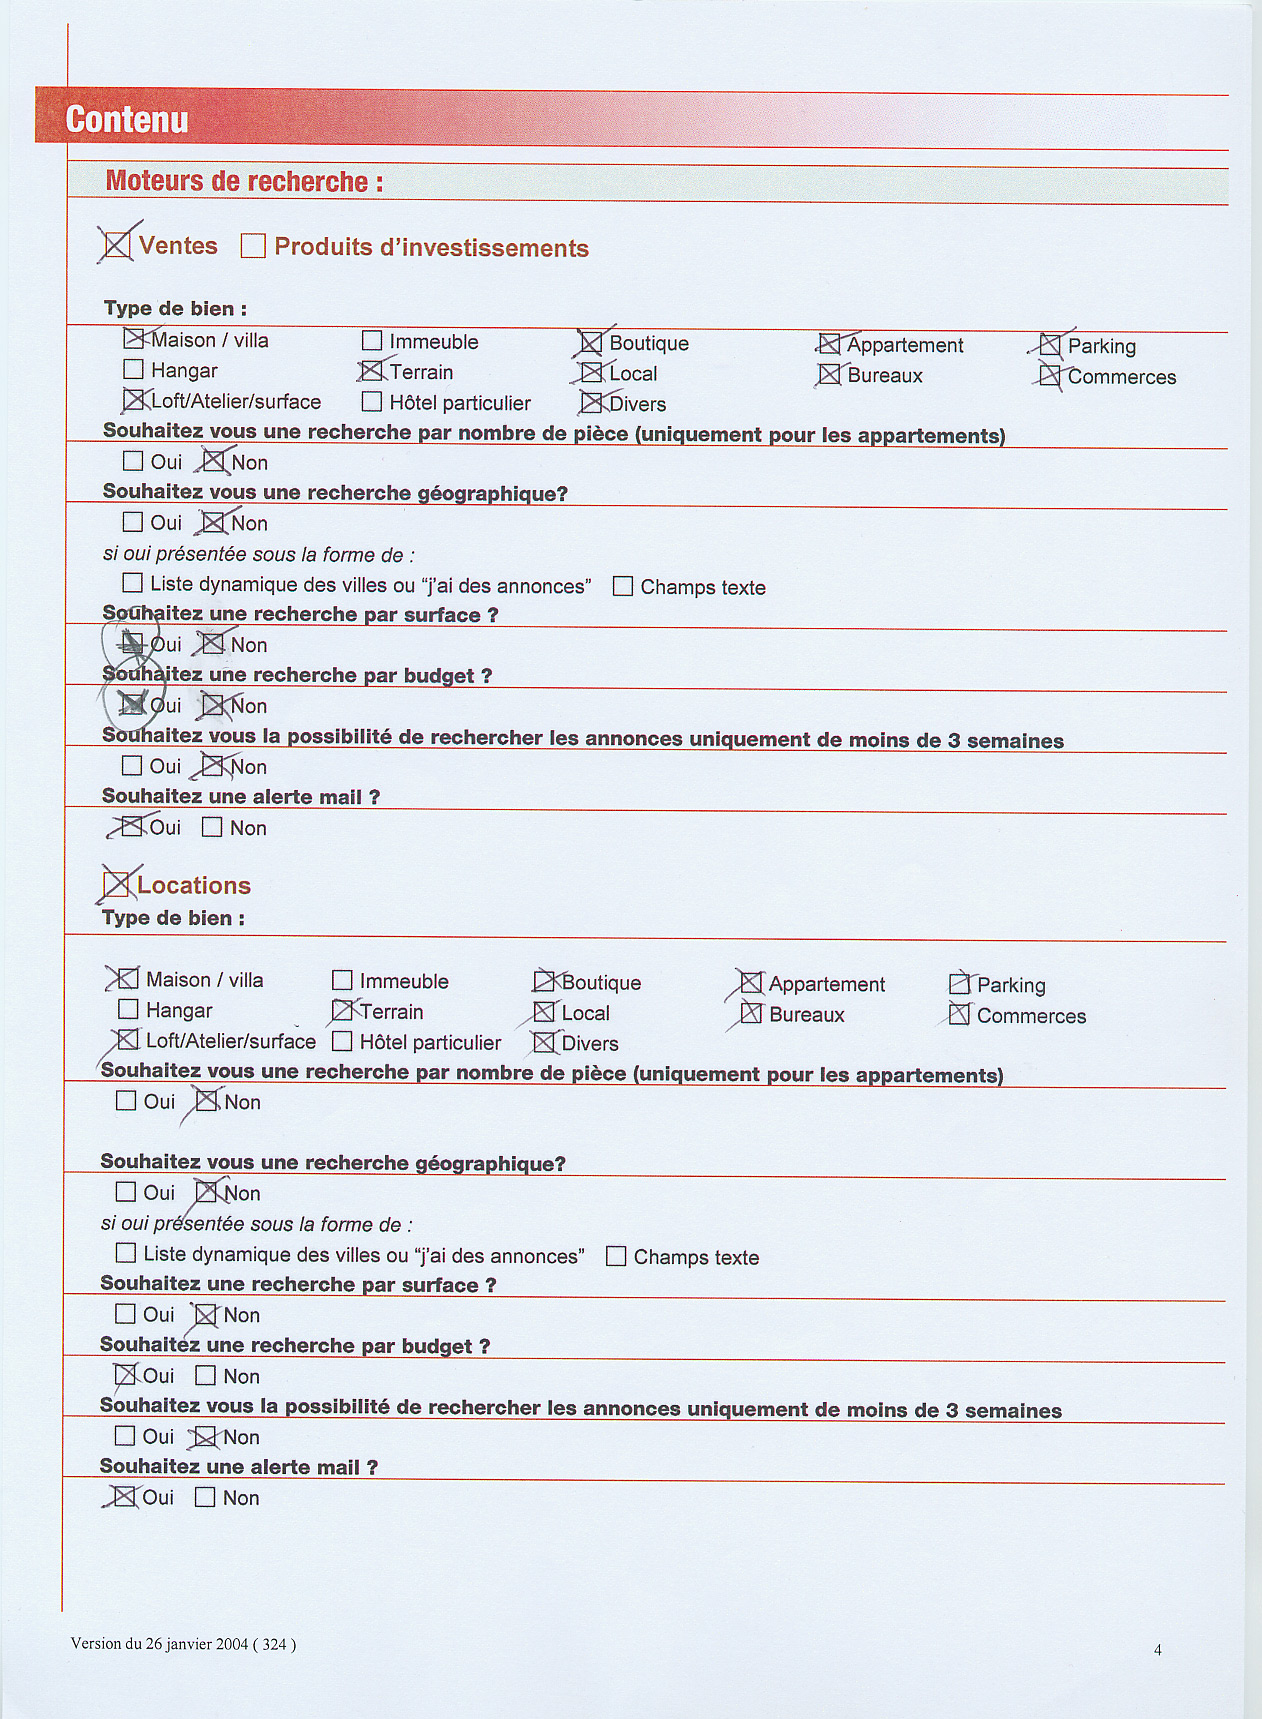 Contenu
Moteurs de recherche :
☒ Ventes ☐ Produits d'investissements
Type de bien :
☒ Maison / villa ☐ Immeuble ☒ Boutique ☒ Appartement ☒ Parking
☐ Hangar ☒ Terrain ☒ Local ☒ Bureaux ☒ Commerces
☒ Loft/Atelier/surface ☐ Hôtel particulier ☒ Divers
Souhaitez vous une recherche par nombre de pièce (uniquement pour les appartements)
☐ Oui ☒ Non
Souhaitez vous une recherche géographique?
☐ Oui ☒ Non
si oui présentée sous la forme de :
☐ Liste dynamique des villes ou "j'ai des annonces" ☐ Champs texte
Souhaitez une recherche par surface ?
☒ Oui ☒ Non
Souhaitez une recherche par budget ?
☒ Oui ☒ Non
Souhaitez vous la possibilité de rechercher les annonces uniquement de moins de 3 semaines
☐ Oui ☒ Non
Souhaitez une alerte mail ?
☒ Oui ☐ Non
☒ Locations
Type de bien :
☒ Maison / villa ☐ Immeuble ☒ Boutique ☒ Appartement ☒ Parking
☐ Hangar ☒ Terrain ☒ Local ☒ Bureaux ☒ Commerces
☒ Loft/Atelier/surface ☐ Hôtel particulier ☒ Divers
Souhaitez vous une recherche par nombre de pièce (uniquement pour les appartements)
☐ Oui ☒ Non
Souhaitez vous une recherche géographique?
☐ Oui ☒ Non
si oui présentée sous la forme de :
☐ Liste dynamique des villes ou "j'ai des annonces" ☐ Champs texte
Souhaitez une recherche par surface ?
☐ Oui ☒ Non
Souhaitez une recherche par budget ?
☒ Oui ☐ Non
Souhaitez vous la possibilité de rechercher les annonces uniquement de moins de 3 semaines
☐ Oui ☒ Non
Souhaitez une alerte mail ?
☒ Oui ☐ Non
Version du 26 janvier 2004 ( 324 ) 4